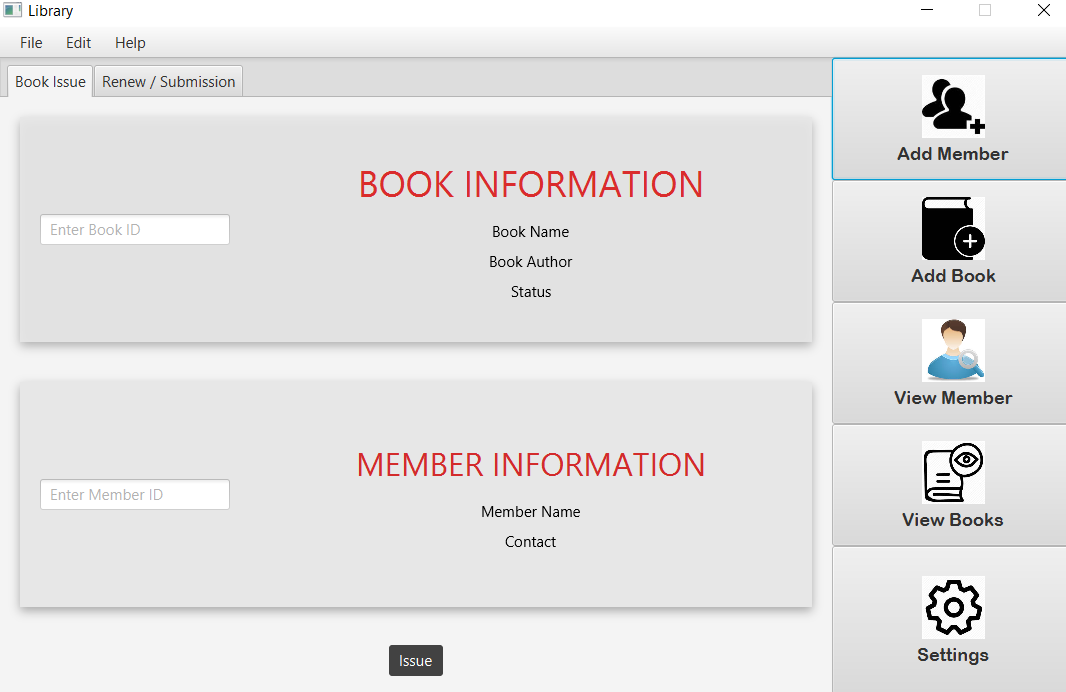 Library
File Edit Help
Book Issue Renew / Submission
BOOK INFORMATION
Enter Book ID
Book Name
Book Author
Status
MEMBER INFORMATION
Enter Member ID
Member Name
Contact
Issue
Add Member
Add Book
View Member
View Books
Settings